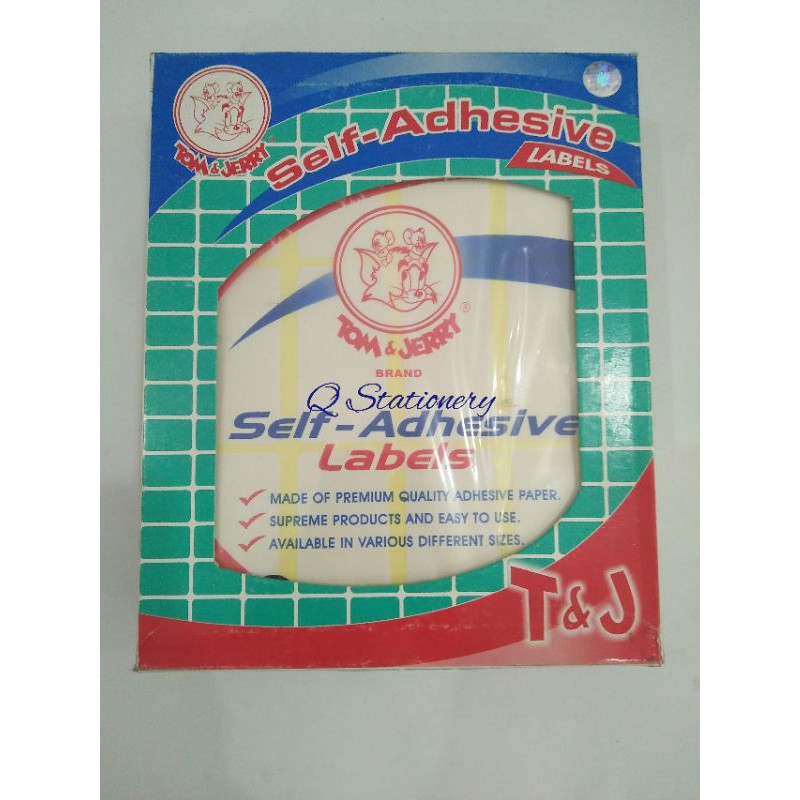 TOM & JERRY
®
Self-Adhesive
LABELS
TOM & JERRY
®
BRAND
Q Stationery
Self-Adhesive
Labels
MADE OF PREMIUM QUALITY ADHESIVE PAPER.
SUPREME PRODUCTS AND EASY TO USE.
AVAILABLE IN VARIOUS DIFFERENT SIZES.
T&J